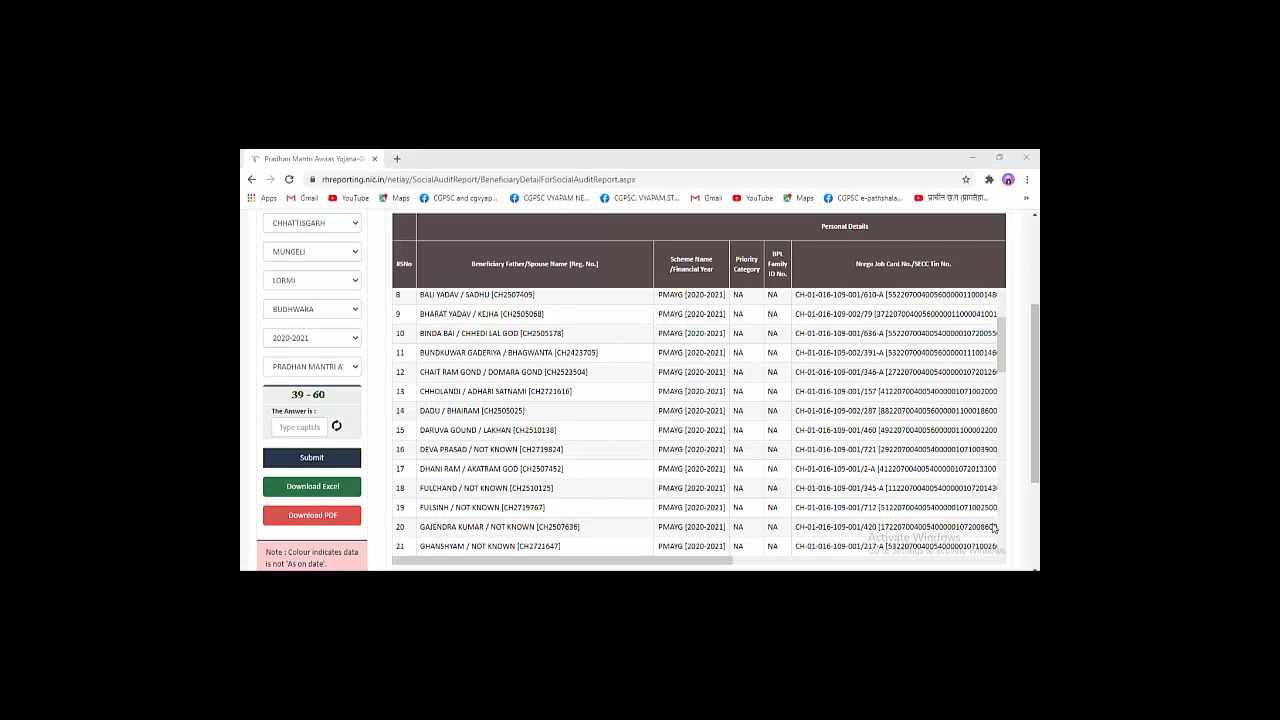 Pradhan Mantri Awaas Yojana-G
rhreporting.nic.in/netiay/SocialAuditReport/BeneficiaryDetailForSocialAuditReport.aspx
Apps Gmail YouTube Maps CGPSC and cgvyap... CGPSC VYAPAM NE... CGPSC. VYAPAM.ST... Gmail YouTube Maps CGPSC e-pathshala... प्राचीन छ.ग »
CHHATTISGARH
MUNGELI
LORMI
BUDHWARA
2020-2021
PRADHAN MANTRI A
39 - 60
The Answer is :
Type captcha
Submit
Download Excel
Download PDF
Note : Colour indicates data
is not 'As on date'.
Personal Details
#SNo Beneficiary Father/Spouse Name (Reg. No.) Scheme Name /Financial Year Priority Category BPL Family ID No. Nrega Job Card No./SECC Tin No.
8 BALI YADAV / SADHU [CH2507409] PMAYG [2020-2021] NA NA CH-01-016-109-001/610-A
9 BHARAT YADAV / KEJHA [CH2505068] PMAYG [2020-2021] NA NA CH-01-016-109-002/79
10 BINDA BAI / CHHEDI LAL GOD [CH2505178] PMAYG [2020-2021] NA NA CH-01-016-109-001/636-A
11 BUNDKUWAR GADERIYA / BHAGWANTA [CH2423705] PMAYG [2020-2021] NA NA CH-01-016-109-002/391-A
12 CHAIT RAM GOND / DOMARA GOND [CH2523504] PMAYG [2020-2021] NA NA CH-01-016-109-001/346-A
13 CHHOLANDI / ADHARI SATNAMI [CH2721616] PMAYG [2020-2021] NA NA CH-01-016-109-001/157
14 DADU / BHAIRAM [CH2505025] PMAYG [2020-2021] NA NA CH-01-016-109-002/287
15 DARUVA GOUND / LAKHAN [CH2510138] PMAYG [2020-2021] NA NA CH-01-016-109-001/460
16 DEVA PRASAD / NOT KNOWN [CH2719824] PMAYG [2020-2021] NA NA CH-01-016-109-001/721
17 DHANI RAM / AKATRAM GOD [CH2507452] PMAYG [2020-2021] NA NA CH-01-016-109-001/2-A
18 FULCHAND / NOT KNOWN [CH2510125] PMAYG [2020-2021] NA NA CH-01-016-109-001/345-A
19 FULSINH / NOT KNOWN [CH2719767] PMAYG [2020-2021] NA NA CH-01-016-109-001/712
20 GAJENDRA KUMAR / NOT KNOWN [CH2507636] PMAYG [2020-2021] NA NA CH-01-016-109-001/420
21 GHANSHYAM / NOT KNOWN [CH2721647] PMAYG [2020-2021] NA NA CH-01-016-109-001/217-A
Activate Windows
Go to Settings to activate Windows.